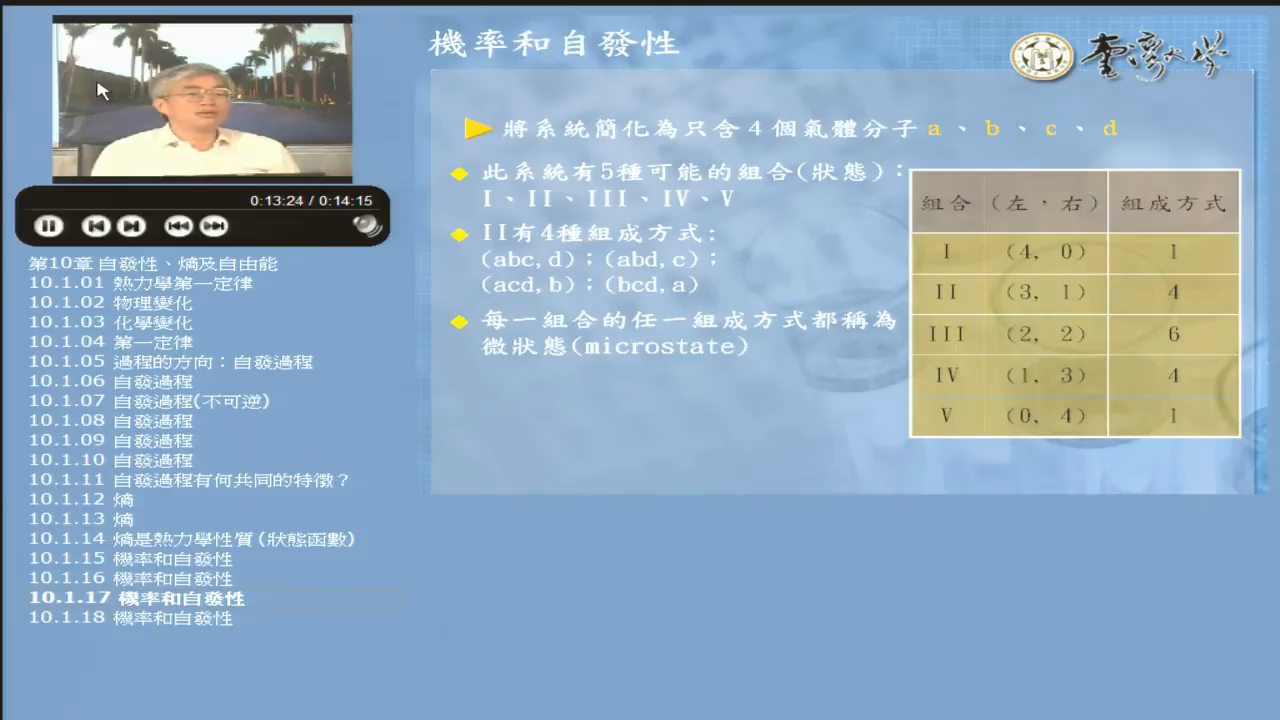 機率和自發性
臺灣大學
將系統簡化為只含4個氣體分子a、b、c、d
此系統有5種可能的組合(狀態):
I、II、III、IV、V
II有4種組成方式:
(abc,d);(abd,c);
(acd,b);(bcd,a)
每一組合的任一組成方式都稱為
微狀態(microstate)
組合 (左,右) 組成方式
I (4, 0) 1
II (3, 1) 4
III (2, 2) 6
IV (1, 3) 4
V (0, 4) 1
0:13:24 / 0:14:15
第10章 自發性、熵及自由能
10.1.01 熱力學第一定律
10.1.02 物理變化
10.1.03 化學變化
10.1.04 第一定律
10.1.05 過程的方向:自發過程
10.1.06 自發過程
10.1.07 自發過程(不可逆)
10.1.08 自發過程
10.1.09 自發過程
10.1.10 自發過程
10.1.11 自發過程有何共同的特徵?
10.1.12 熵
10.1.13 熵
10.1.14 熵是熱力學性質(狀態函數)
10.1.15 機率和自發性
10.1.16 機率和自發性
10.1.17 機率和自發性
10.1.18 機率和自發性